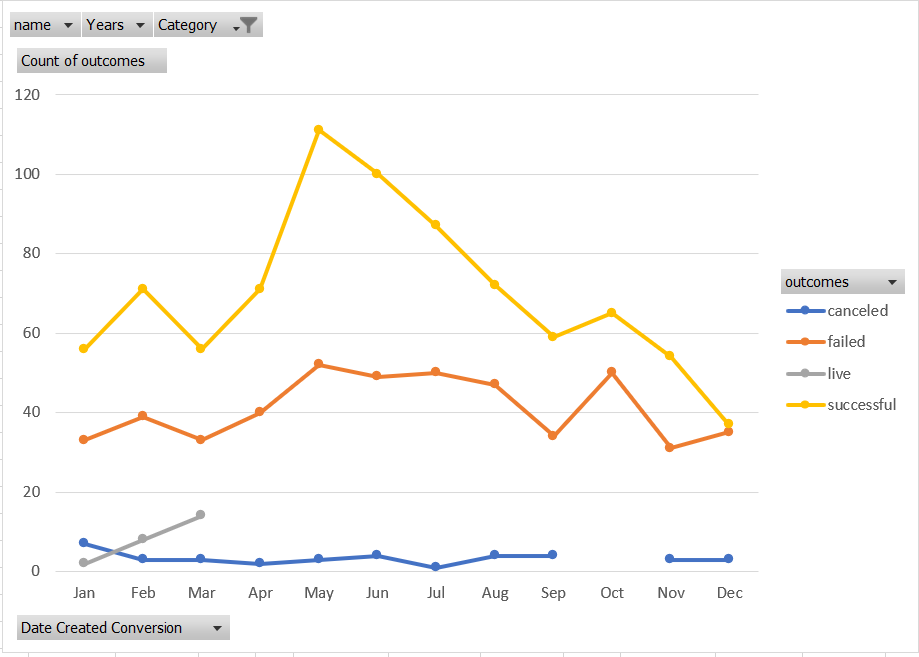 name Years Category
Count of outcomes
120
100
80
60
40
20
0
Jan Feb Mar Apr May Jun Jul Aug Sep Oct Nov Dec
outcomes
canceled
failed
live
successful
Date Created Conversion